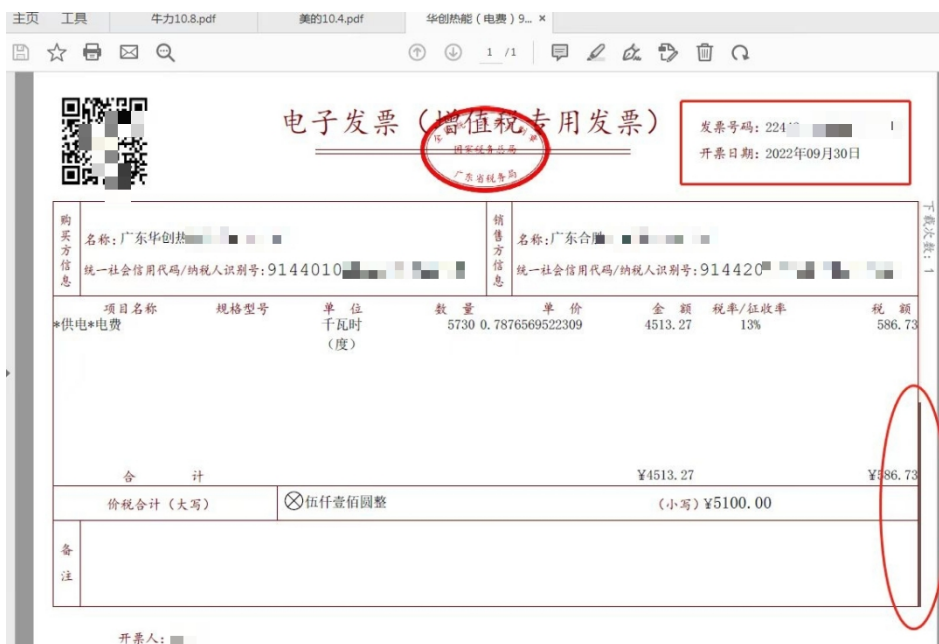 主页 工具 牛力10.8.pdf 美的10.4.pdf 华创热能（电费）9... ×
1 /1
电子发票（增值税专用发票）
国家税务总局
广东省税务局
发票号码：224
开票日期：2022年09月30日
下载次数：1
购买方信息
名称：广东华创热
统一社会信用代码/纳税人识别号：9144010
销售方信息
名称：广东合
统一社会信用代码/纳税人识别号：914420
项目名称 规格型号 单位 数量 单价 金额 税率/征收率 税额
*供电*电费 千瓦时 5730 0.7876569522309 4513.27 13% 586.73
（度）
合计 ¥4513.27 ¥586.73
价税合计（大写） ⊗伍仟壹佰圆整 （小写）¥5100.00
备注
开票人：